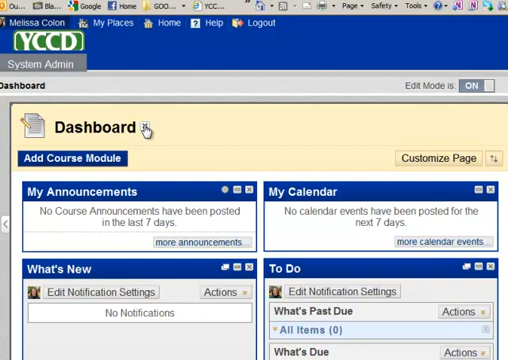 Ou... Bla... Google Home GOO... YCC... Page Safety Tools
Melissa Colon My Places Home Help Logout
YCCD
System Admin
Dashboard Edit Mode is: ON
Dashboard
Add Course Module Customize Page
My Announcements
No Course Announcements have been posted
in the last 7 days.
more announcements...
My Calendar
No calendar events have been posted for the
next 7 days.
more calendar events...
What's New
Edit Notification Settings Actions
No Notifications
To Do
Edit Notification Settings
What's Past Due Actions
All Items (0)
What's Due Actions